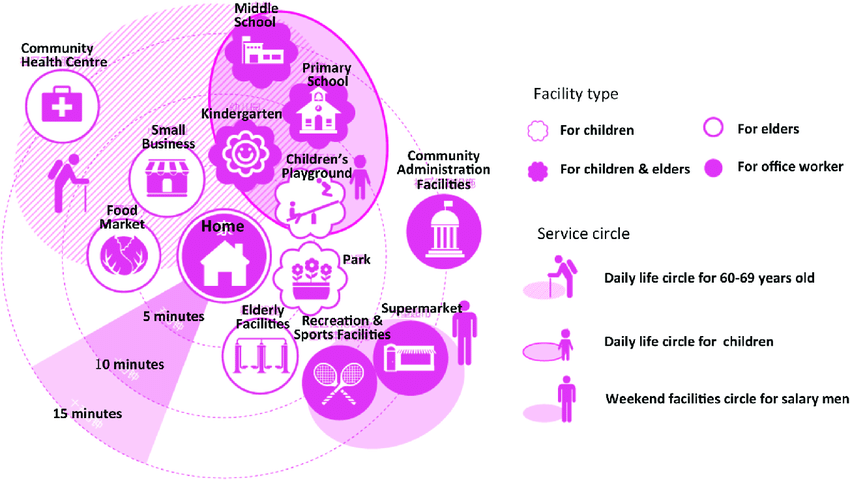 Middle
School
Community
Health Centre
Primary
School
Kindergarten
Small
Business
Children's
Playground
Community
Administration
Facilities
Food
Market
Home
Park
5 minutes
Elderly
Facilities
Supermarket
Recreation &
Sports Facilities
10 minutes
15 minutes
Facility type
For children
For elders
For children & elders
For office worker
Service circle
Daily life circle for 60-69 years old
Daily life circle for children
Weekend facilities circle for salary men